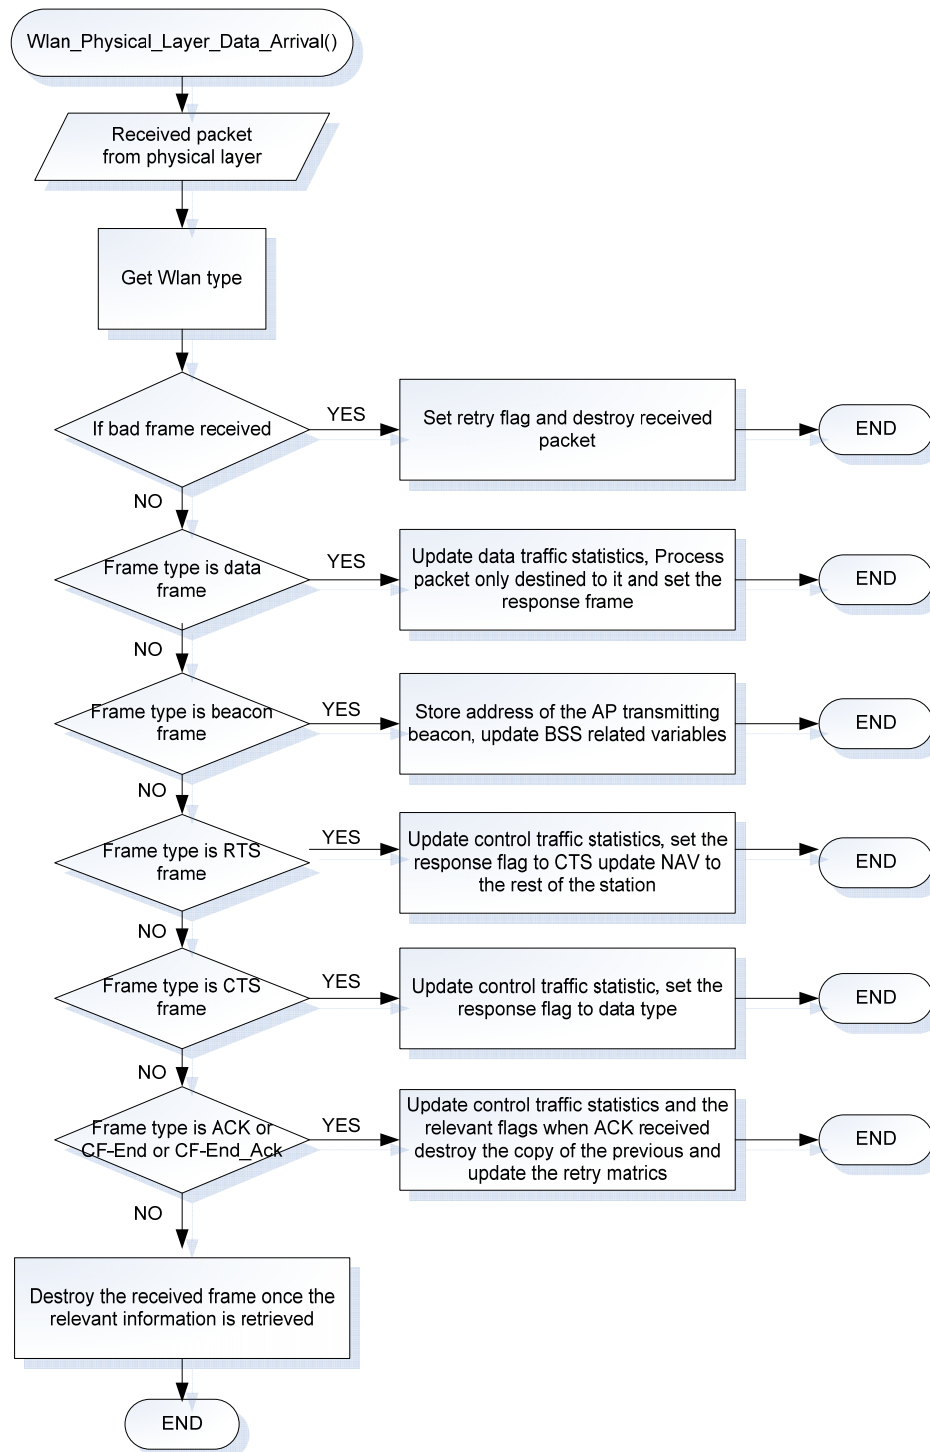 Wlan_Physical_Layer_Data_Arrival()
Received packet
from physical layer
Get Wlan type
If bad frame received
YES
Set retry flag and destroy received
packet
END
NO
Frame type is data
frame
YES
Update data traffic statistics, Process
packet only destined to it and set the
response frame
END
NO
Frame type is beacon
frame
YES
Store address of the AP transmitting
beacon, update BSS related variables
END
NO
Frame type is RTS
frame
YES
Update control traffic statistics, set the
response flag to CTS update NAV to
the rest of the station
END
NO
Frame type is CTS
frame
YES
Update control traffic statistic, set the
response flag to data type
END
NO
Frame type is ACK or
CF-End or CF-End_Ack
YES
Update control traffic statistics and the
relevant flags when ACK received
destroy the copy of the previous and
update the retry matrics
END
NO
Destroy the received frame once the
relevant information is retrieved
END